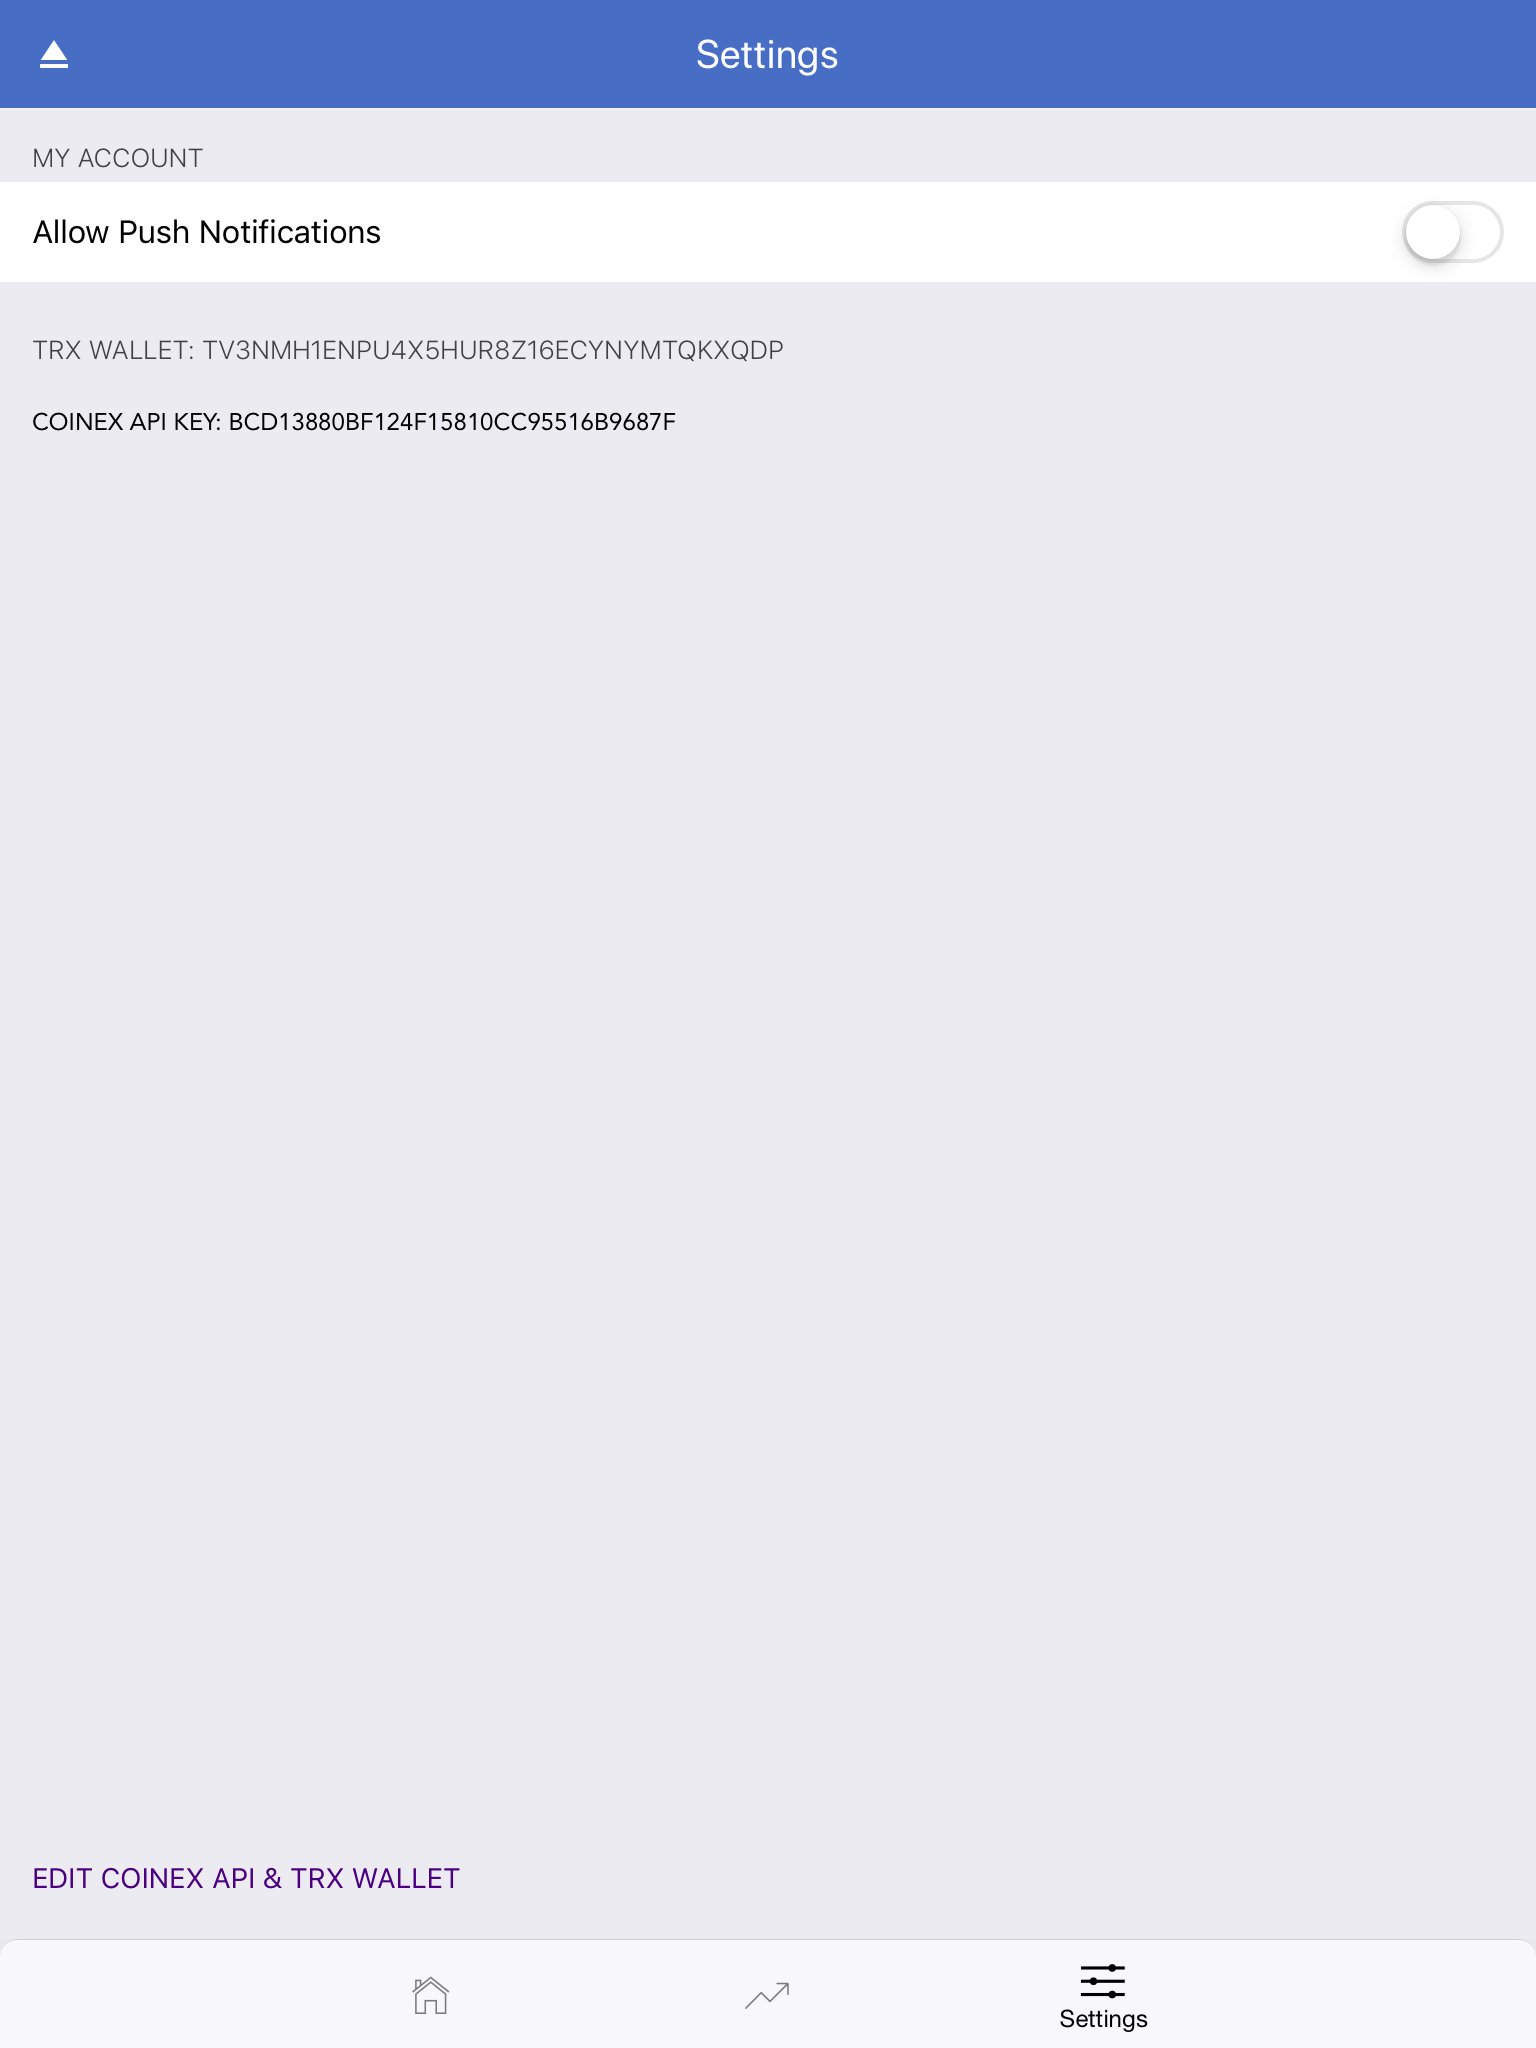 Settings
MY ACCOUNT
Allow Push Notifications
TRX WALLET: TV3NMH1ENPU4X5HUR8Z16ECYNYMTQKXQDP
COINEX API KEY: BCD13880BF124F15810CC95516B9687F
EDIT COINEX API & TRX WALLET
Settings